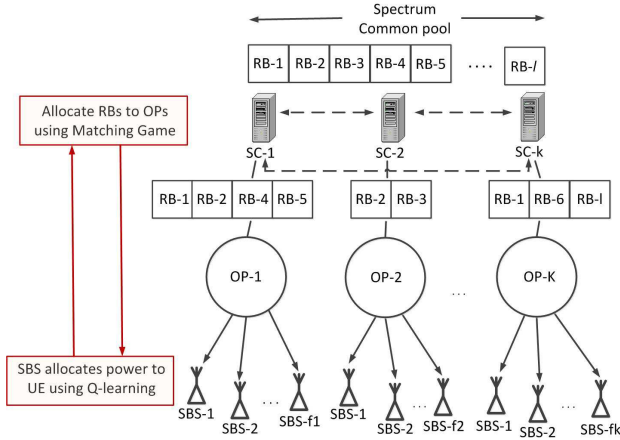 Spectrum
Common pool
RB-1 RB-2 RB-3 RB-4 RB-5 .... RB-l
Allocate RBs to OPs
using Matching Game
SC-1 SC-2 SC-k
RB-1 RB-2 RB-4 RB-5 RB-2 RB-3 RB-1 RB-6 RB-l
OP-1 OP-2 ... OP-K
SBS allocates power to
UE using Q-learning
SBS-1 SBS-2 ... SBS-f1 SBS-1 SBS-2 ... SBS-f2 SBS-1 SBS-2 ... SBS-fk